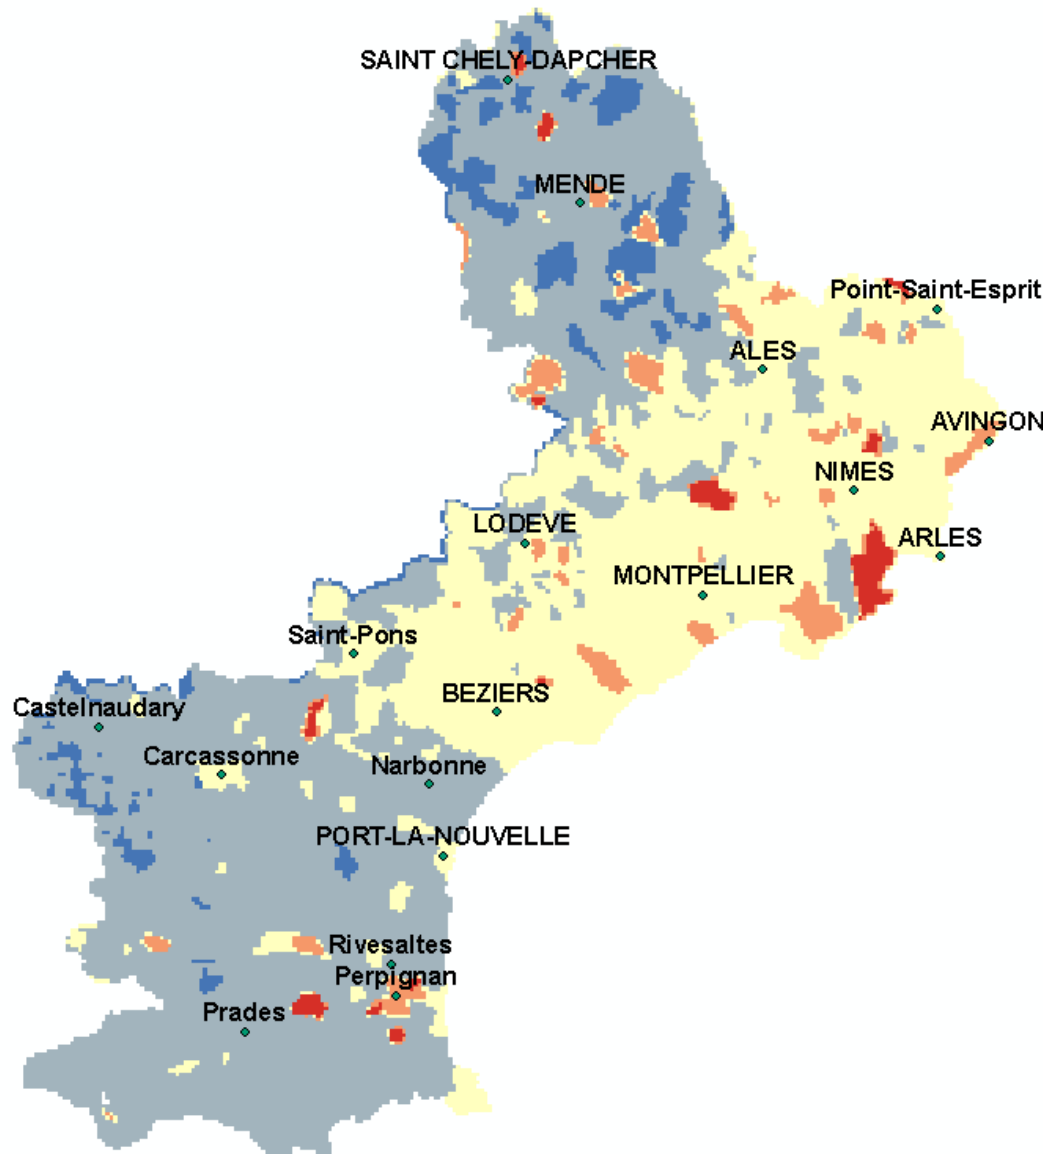 SAINT CHELY-DAPCHER
MENDE
Point-Saint-Esprit
ALES
AVINGON
NIMES
LODEVE
ARLES
MONTPELLIER
Saint-Pons
BEZIERS
Castelnaudary
Carcassonne
Narbonne
PORT-LA-NOUVELLE
Rivesaltes
Perpignan
Prades